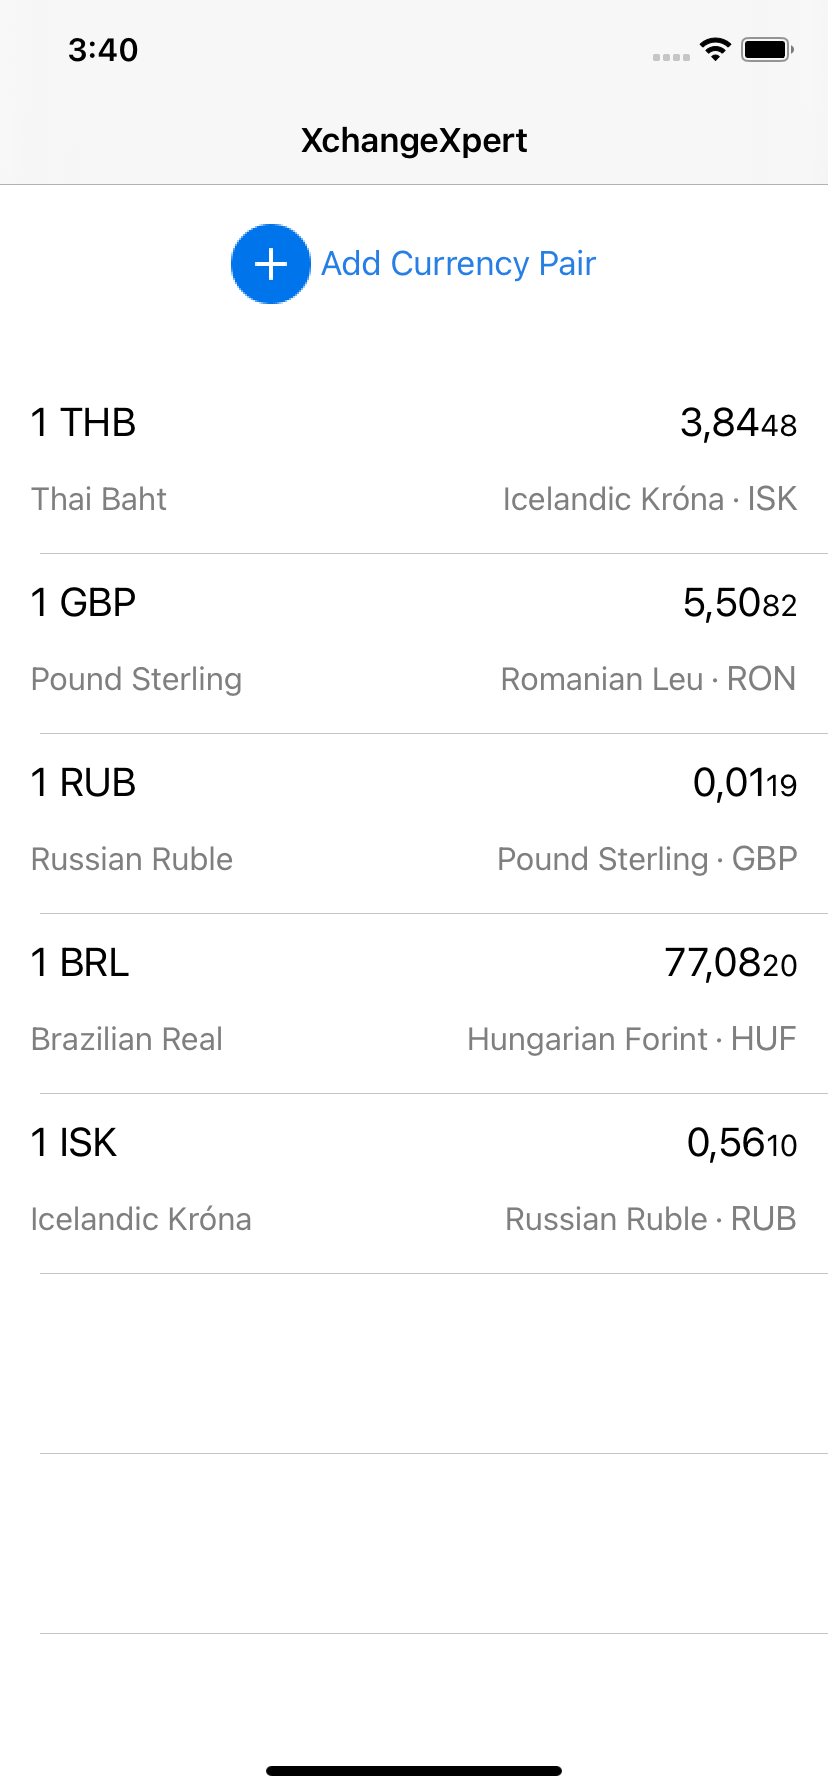 3:40
XchangeXpert
Add Currency Pair
1 THB 3,8448
Thai Baht Icelandic Króna · ISK
1 GBP 5,5082
Pound Sterling Romanian Leu · RON
1 RUB 0,0119
Russian Ruble Pound Sterling · GBP
1 BRL 77,0820
Brazilian Real Hungarian Forint · HUF
1 ISK 0,5610
Icelandic Króna Russian Ruble · RUB